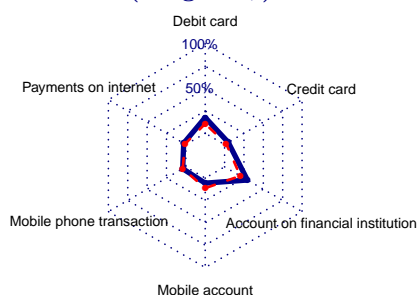 Debit card
100%
Payments on internet
50%
Credit card
Mobile phone transaction
Account on financial institution
Mobile account